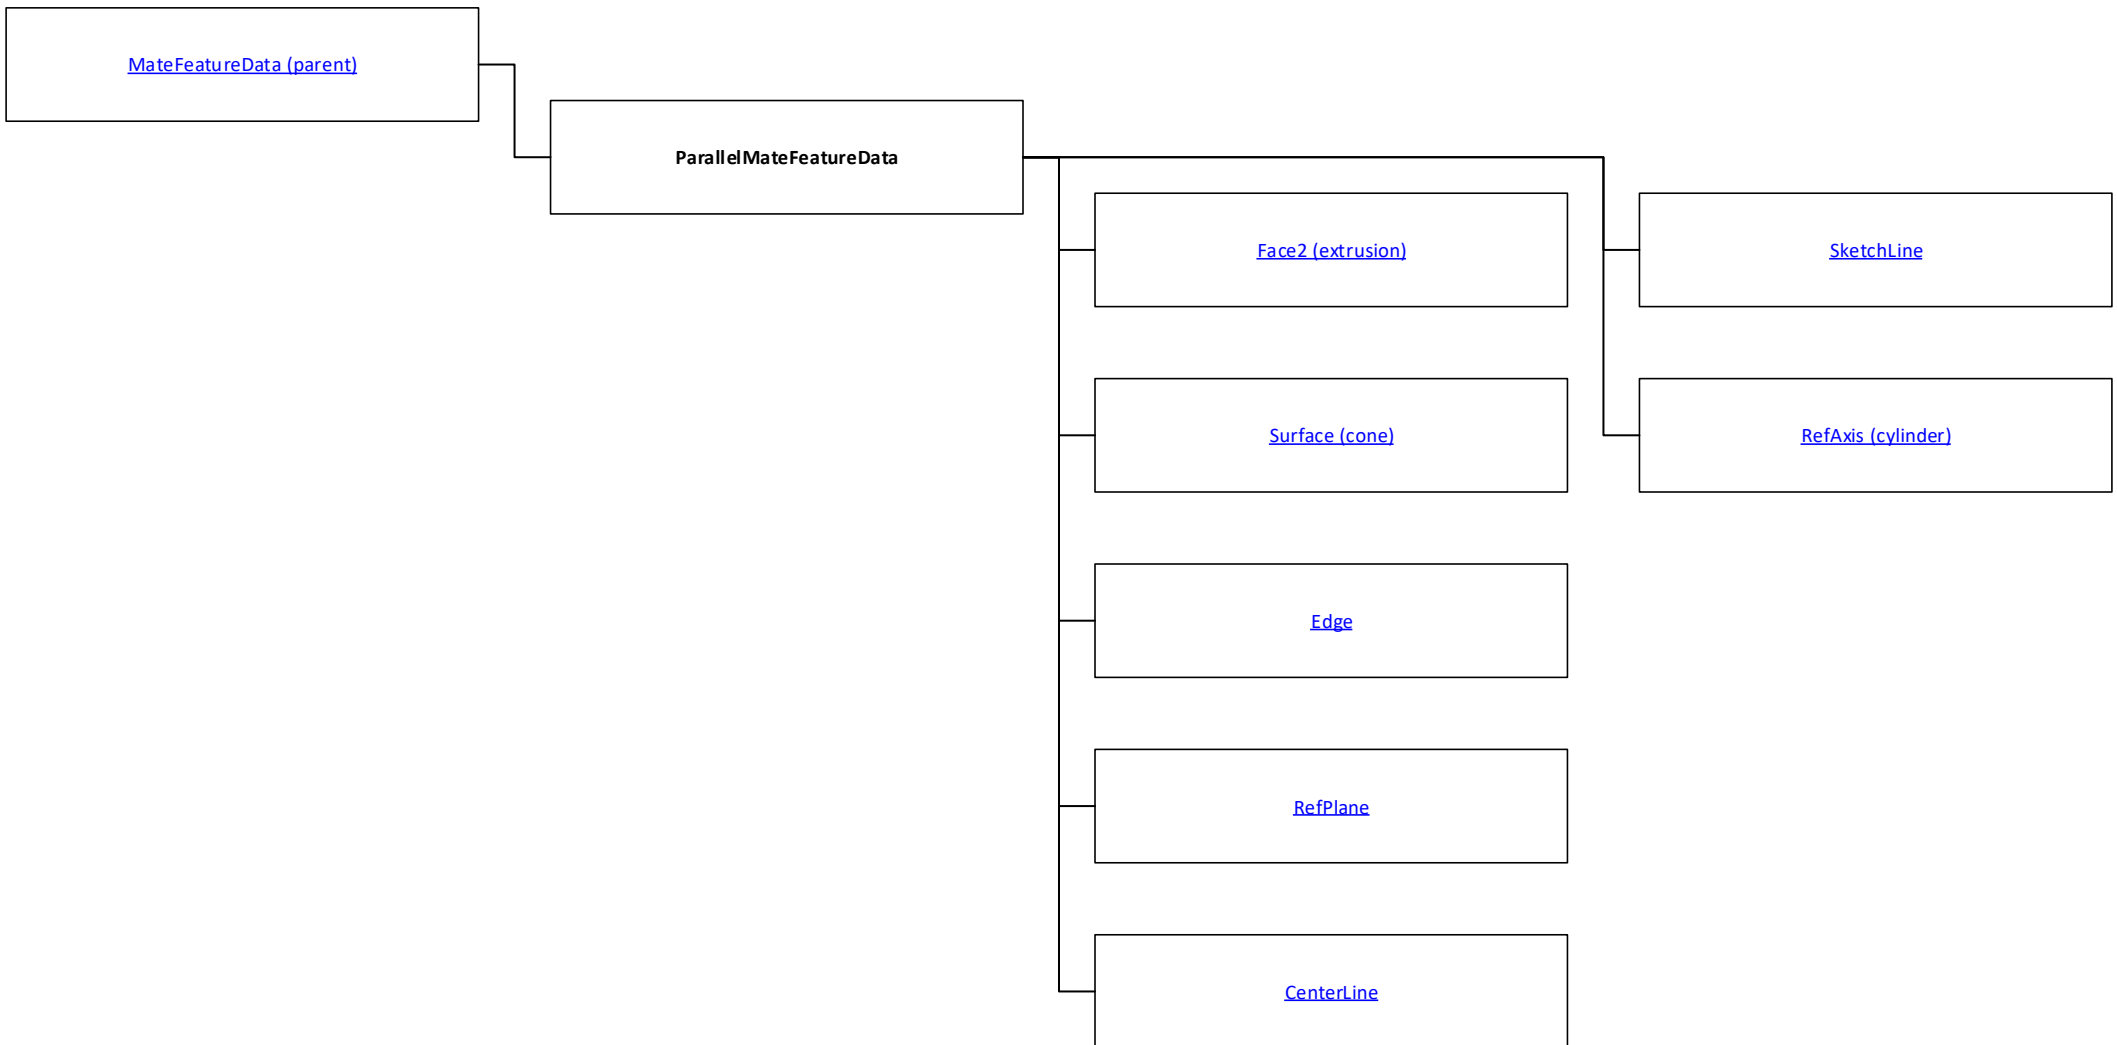 MateFeatureData (parent)
ParallelMateFeatureData
Face2 (extrusion)
SketchLine
Surface (cone)
RefAxis (cylinder)
Edge
RefPlane
CenterLine